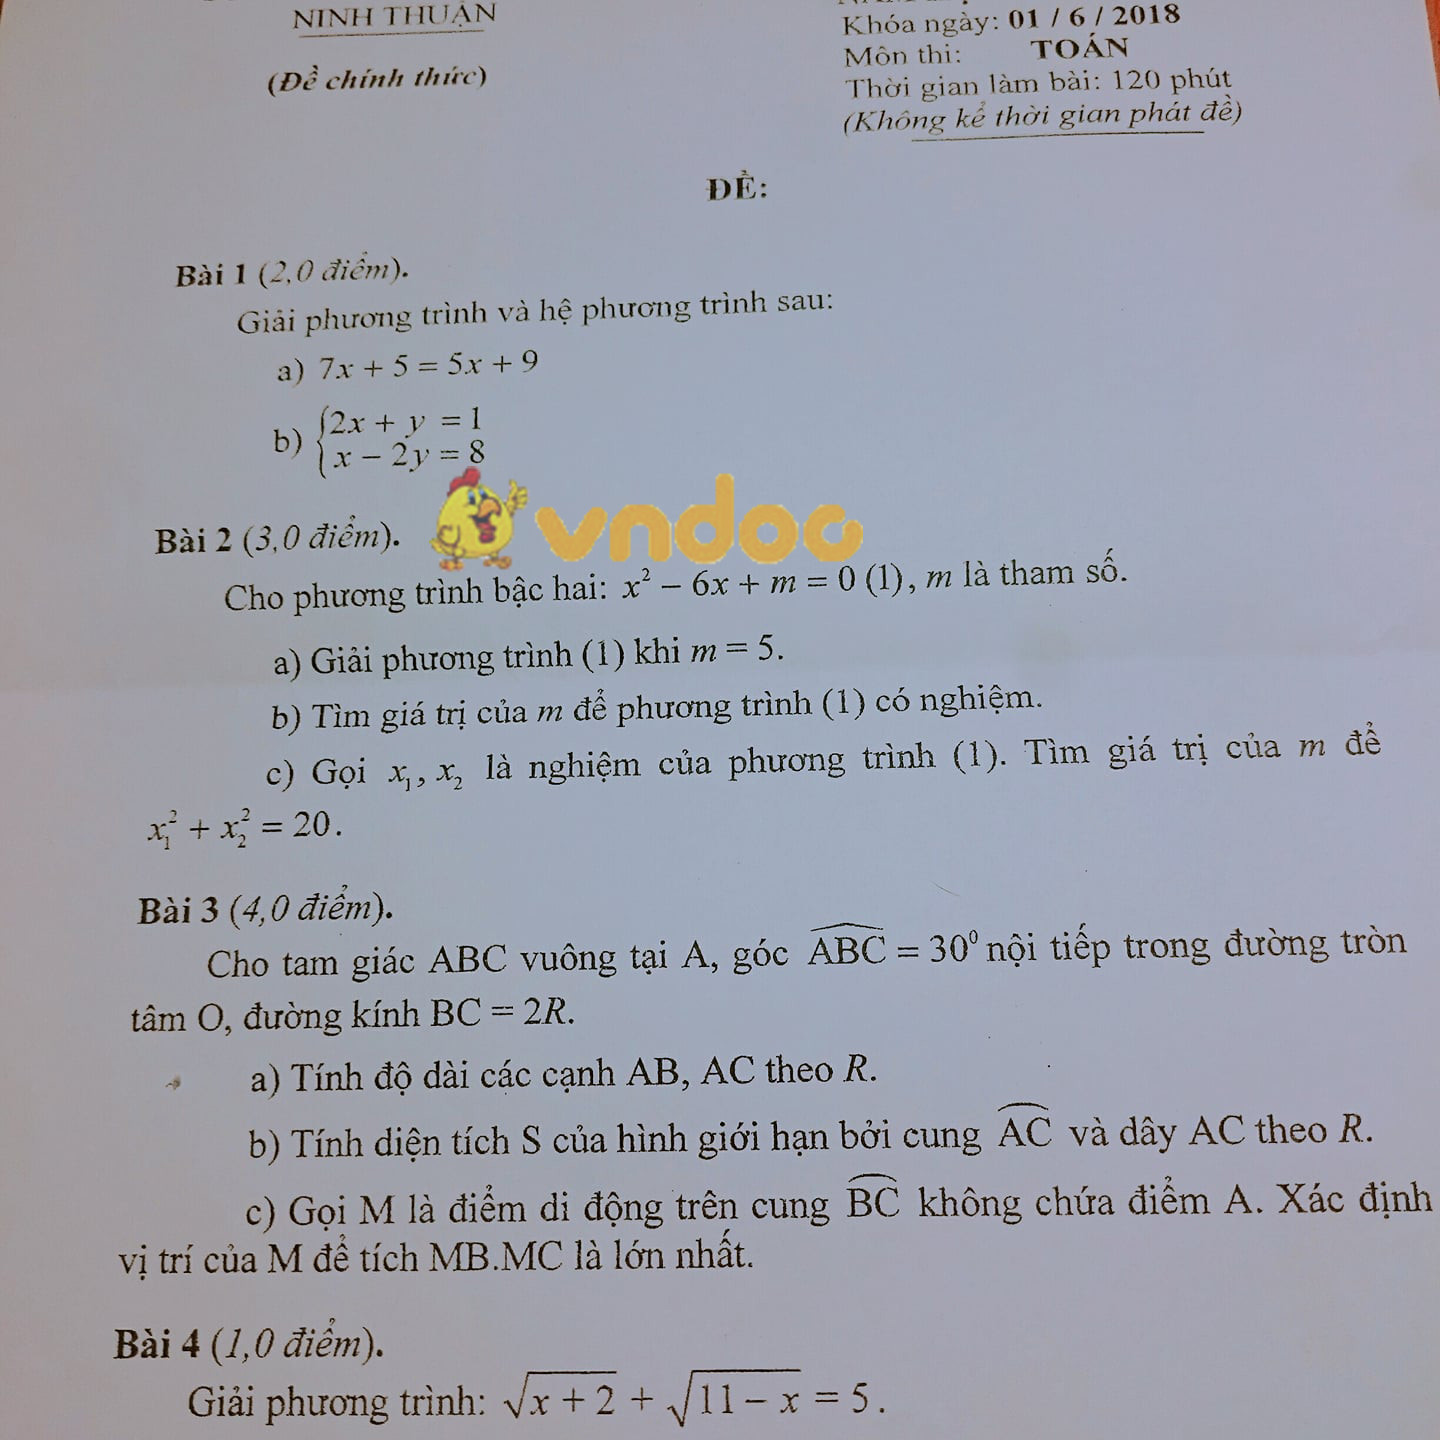 NINH THUẬN
(Đề chính thức)
Khóa ngày: 01 / 6 / 2018
Môn thi: TOÁN
Thời gian làm bài: 120 phút
(Không kể thời gian phát đề)
ĐỀ:
Bài 1 (2,0 điểm).
Giải phương trình và hệ phương trình sau:
a) 7x + 5 = 5x + 9
b) {2x + y = 1
x − 2y = 8
vndoc
Bài 2 (3,0 điểm).
Cho phương trình bậc hai: x² − 6x + m = 0 (1), m là tham số.
a) Giải phương trình (1) khi m = 5.
b) Tìm giá trị của m để phương trình (1) có nghiệm.
c) Gọi x₁, x₂ là nghiệm của phương trình (1). Tìm giá trị của m để
x₁² + x₂² = 20.
Bài 3 (4,0 điểm).
Cho tam giác ABC vuông tại A, góc ABC = 30⁰ nội tiếp trong đường tròn
tâm O, đường kính BC = 2R.
a) Tính độ dài các cạnh AB, AC theo R.
b) Tính diện tích S của hình giới hạn bởi cung AC và dây AC theo R.
c) Gọi M là điểm di động trên cung BC không chứa điểm A. Xác định
vị trí của M để tích MB.MC là lớn nhất.
Bài 4 (1,0 điểm).
Giải phương trình: √(x + 2) + √(11 − x) = 5.